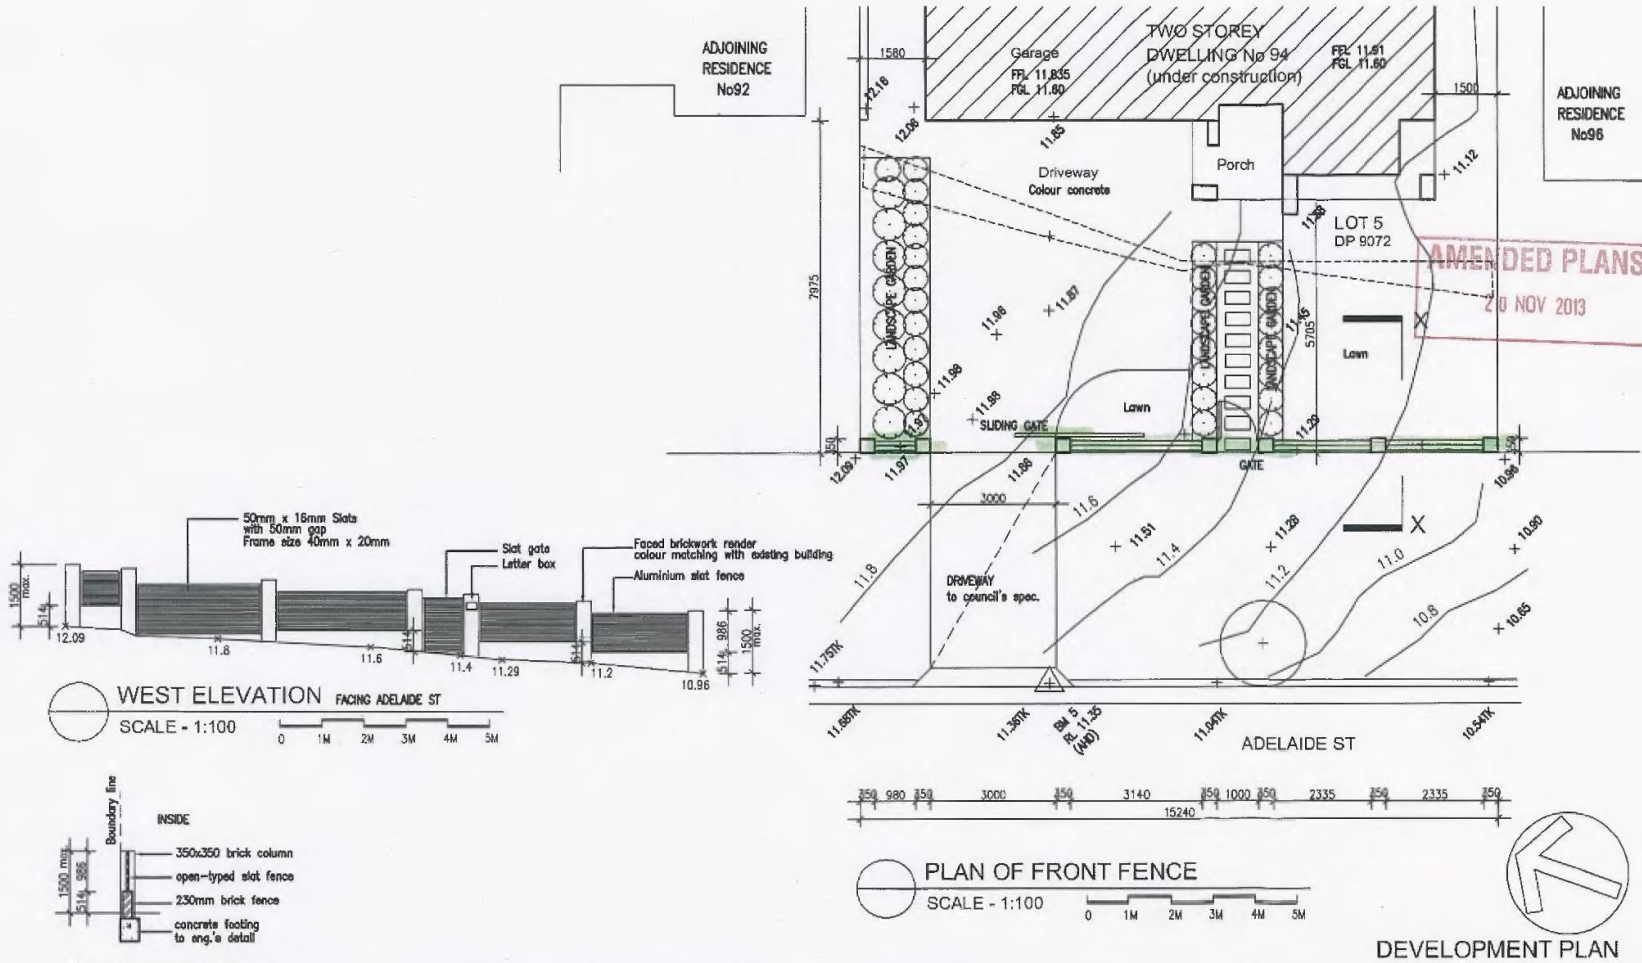 ADJOINING
RESIDENCE
No92
1580
12.16
12.06
Garage
FFL 11.835
FGL 11.60
11.85
TWO STOREY
DWELLING No 94
(under construction)
FFL 11.91
FGL 11.60
1500
ADJOINING
RESIDENCE
No96
11.12
Porch
Driveway
Colour concrete
LOT 5
DP 9072
AMENDED PLANS
20 NOV 2013
7975
LANDSCAPE GARDEN
11.96
11.87
11.98
11.98
11.97
LANDSCAPE GARDEN
LANDSCAPE GARDEN
5705
X
Lawn
Lawn
SLIDING GATE
11.29
350
350
12.09
11.97
11.86
GATE
10.96
3000
11.6
11.51
11.4
11.28
11.2
X
11.0
10.90
10.8
10.65
11.8
DRIVEWAY
to council's spec.
11.75TK
11.68TK
11.36TK
BM 5
RL 11.35
(AHD)
11.04TK
10.54TK
ADELAIDE ST
50mm x 16mm Slats
with 50mm gap
Frame size 40mm x 20mm
Slat gate
Letter box
Faced brickwork render
colour matching with existing building
Aluminium slat fence
1500
max.
514
12.09
11.8
11.6
514
11.4
11.29
514
11.2
10.96
514 986
1500
max.
WEST ELEVATION FACING ADELAIDE ST
SCALE - 1:100
0 1M 2M 3M 4M 5M
Boundary line
INSIDE
1500 max
514 986
350x350 brick column
open-typed slat fence
230mm brick fence
concrete footing
to eng.'s detail
350 980 350 3000 350 3140 350 1000 350 2335 350 2335 350
15240
PLAN OF FRONT FENCE
SCALE - 1:100
0 1M 2M 3M 4M 5M
DEVELOPMENT PLAN